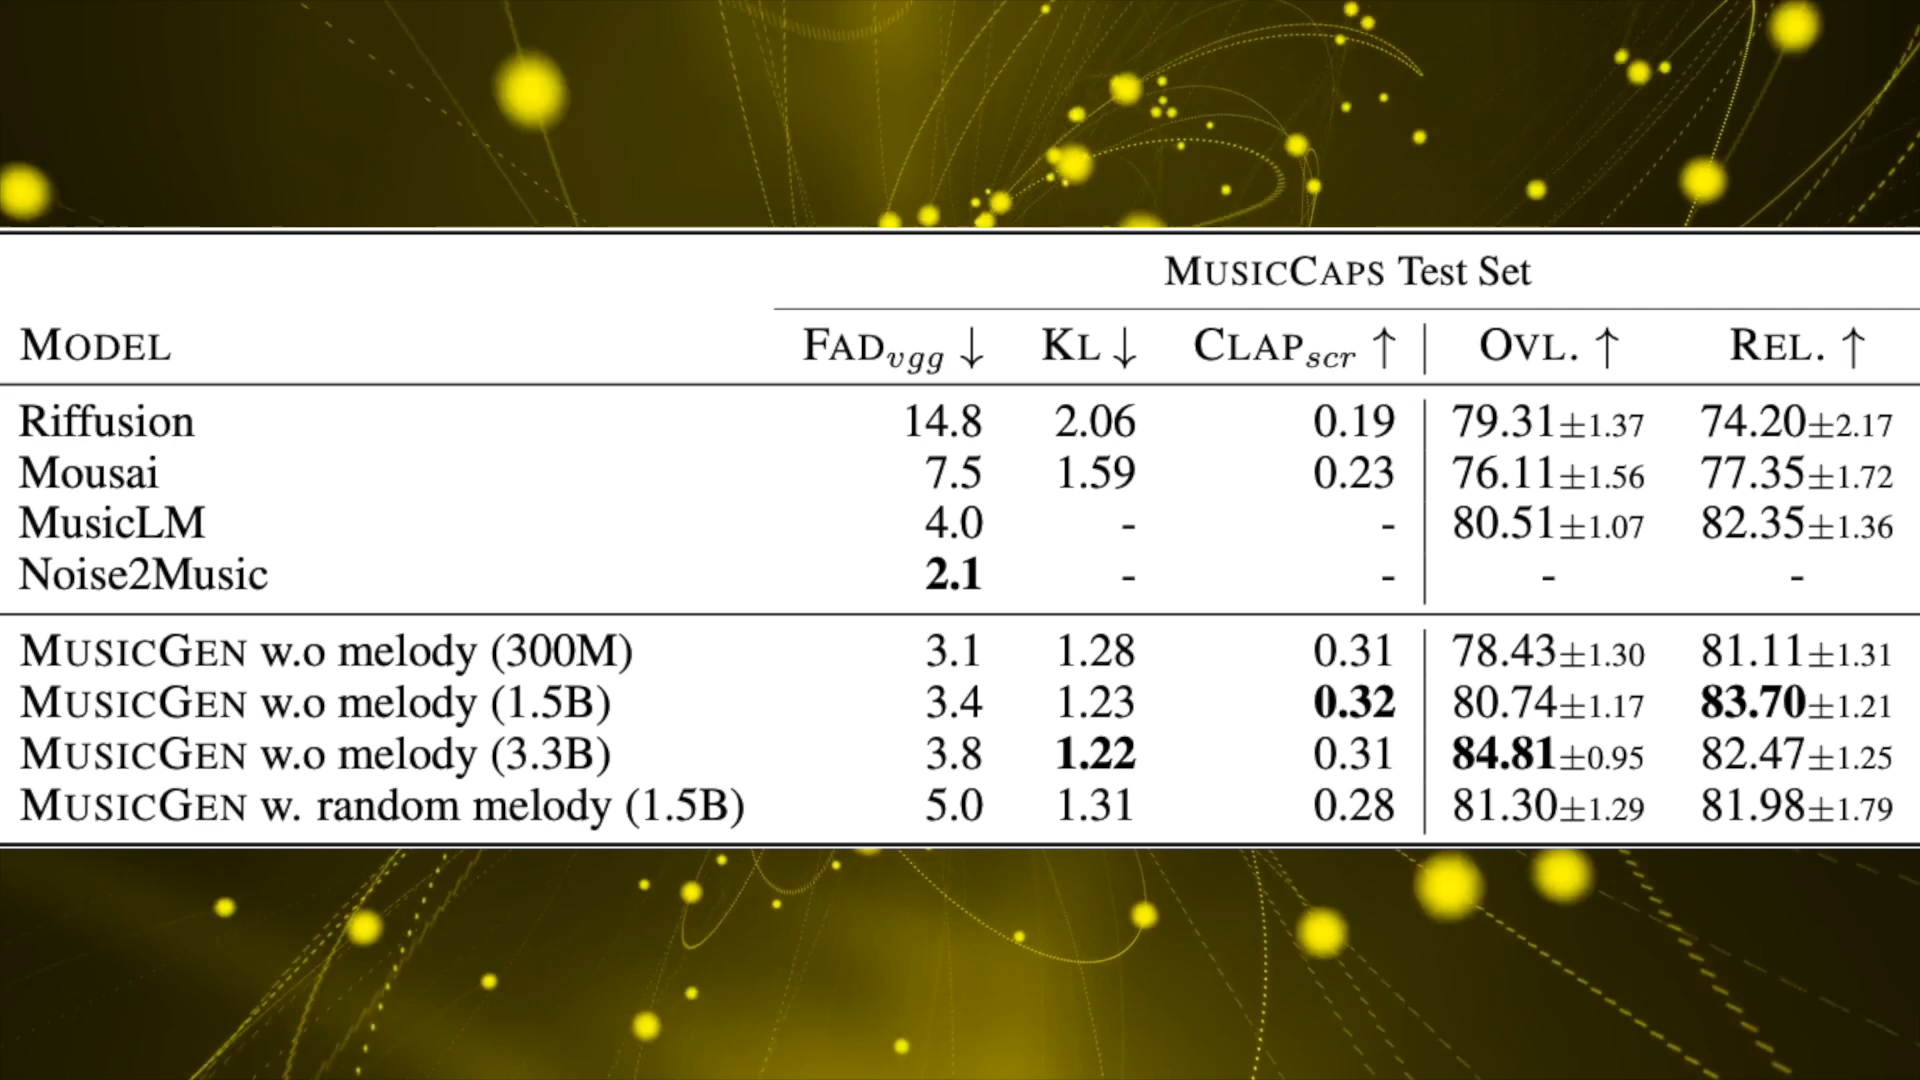 MUSICCAPS Test Set
MODEL FAD_vgg ↓ KL ↓ CLAP_scr ↑ OVL. ↑ REL. ↑
Riffusion 14.8 2.06 0.19 79.31±1.37 74.20±2.17
Mousai 7.5 1.59 0.23 76.11±1.56 77.35±1.72
MusicLM 4.0 - - 80.51±1.07 82.35±1.36
Noise2Music 2.1 - - - -
MUSICGEN w.o melody (300M) 3.1 1.28 0.31 78.43±1.30 81.11±1.31
MUSICGEN w.o melody (1.5B) 3.4 1.23 0.32 80.74±1.17 83.70±1.21
MUSICGEN w.o melody (3.3B) 3.8 1.22 0.31 84.81±0.95 82.47±1.25
MUSICGEN w. random melody (1.5B) 5.0 1.31 0.28 81.30±1.29 81.98±1.79